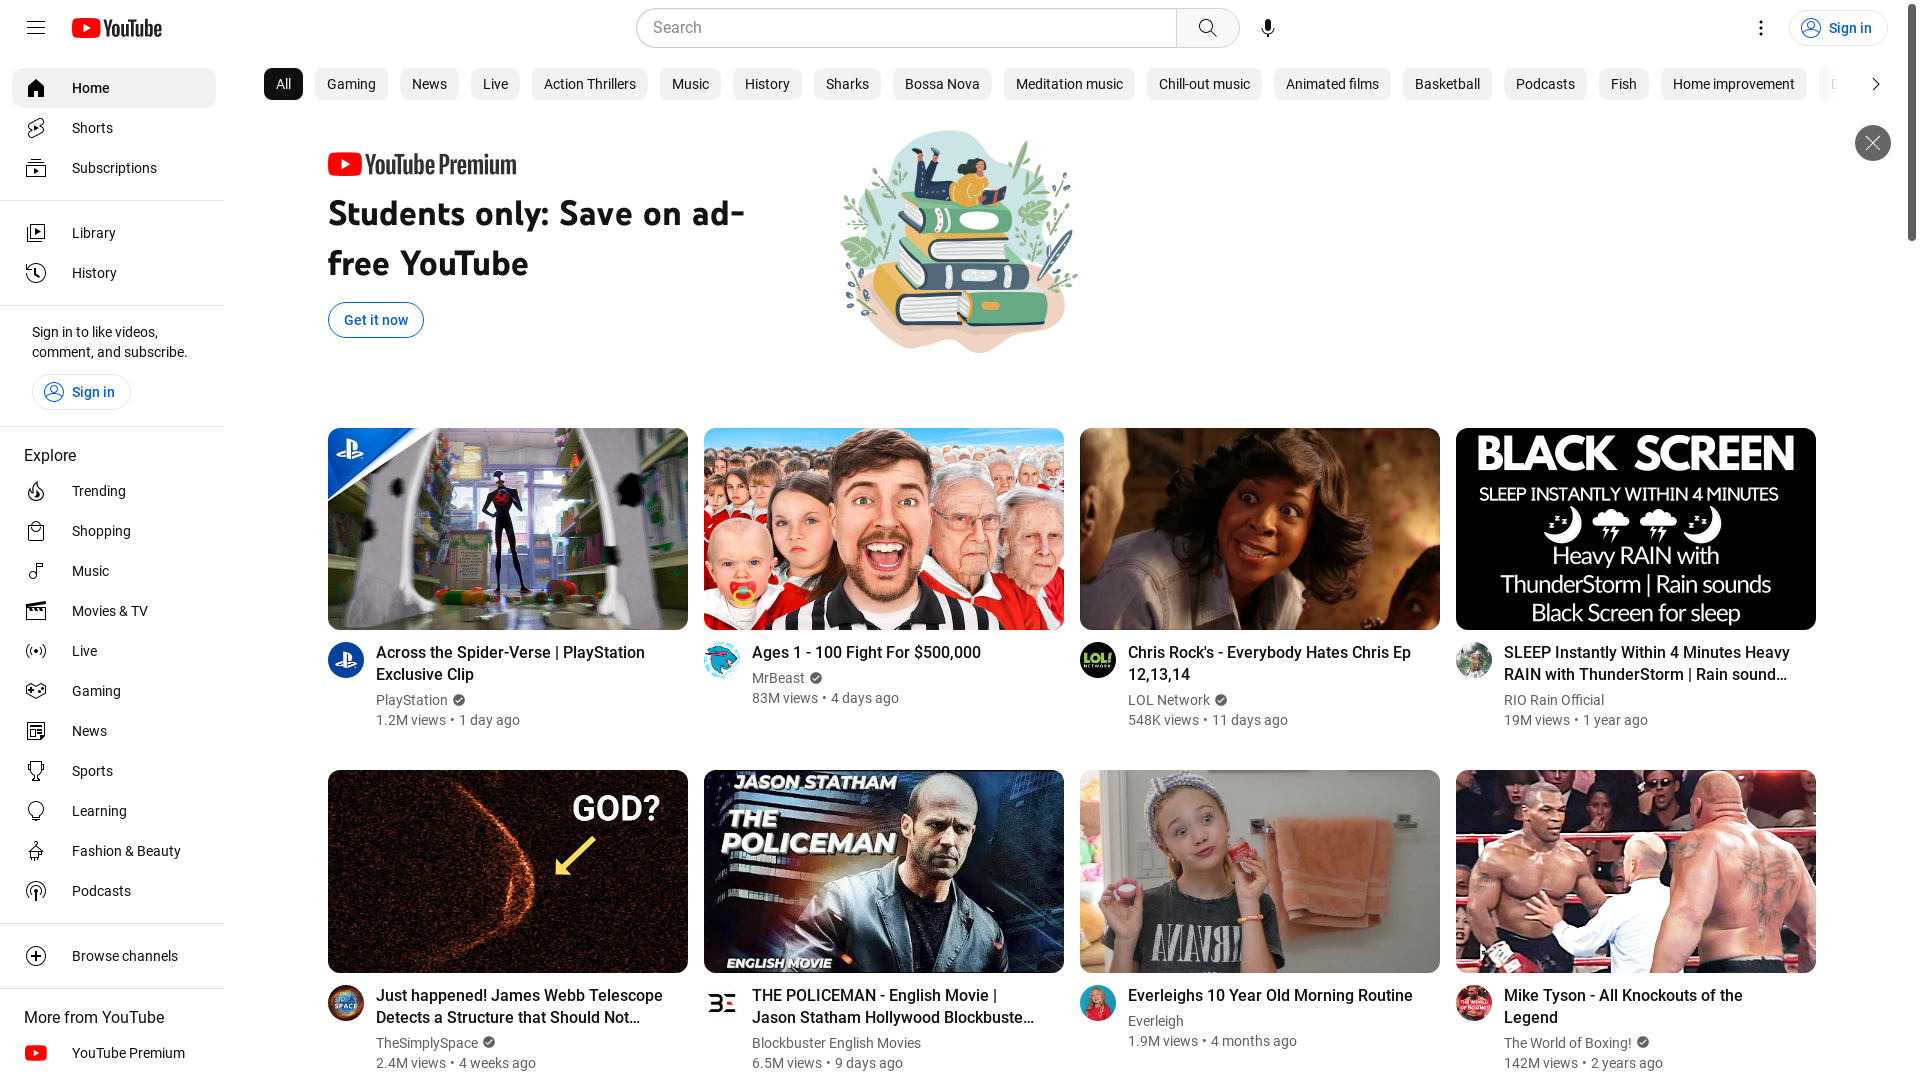 YouTube
Search
Sign in
Home
Shorts
Subscriptions
Library
History
Sign in to like videos,
comment, and subscribe.
Sign in
Explore
Trending
Shopping
Music
Movies & TV
Live
Gaming
News
Sports
Learning
Fashion & Beauty
Podcasts
Browse channels
More from YouTube
YouTube Premium
All
Gaming
News
Live
Action Thrillers
Music
History
Sharks
Bossa Nova
Meditation music
Chill-out music
Animated films
Basketball
Podcasts
Fish
Home improvement
YouTube Premium
Students only: Save on ad-
free YouTube
Get it now
Across the Spider-Verse | PlayStation
Exclusive Clip
PlayStation
1.2M views • 1 day ago
Ages 1 - 100 Fight For $500,000
MrBeast
83M views • 4 days ago
LOL!
NETWORK
Chris Rock's - Everybody Hates Chris Ep
12,13,14
LOL Network
548K views • 11 days ago
BLACK SCREEN
SLEEP INSTANTLY WITHIN 4 MINUTES
Heavy RAIN with
ThunderStorm | Rain sounds
Black Screen for sleep
SLEEP Instantly Within 4 Minutes Heavy
RAIN with ThunderStorm | Rain sound...
RIO Rain Official
19M views • 1 year ago
GOD?
SIMPLY
SPACE
Just happened! James Webb Telescope
Detects a Structure that Should Not...
TheSimplySpace
2.4M views • 4 weeks ago
JASON STATHAM
THE
POLICEMAN
ENGLISH MOVIE
THE POLICEMAN - English Movie |
Jason Statham Hollywood Blockbuste...
Blockbuster English Movies
6.5M views • 9 days ago
NIRVANA
Everleighs 10 Year Old Morning Routine
Everleigh
1.9M views • 4 months ago
Mike Tyson - All Knockouts of the
Legend
The World of Boxing!
142M views • 2 years ago